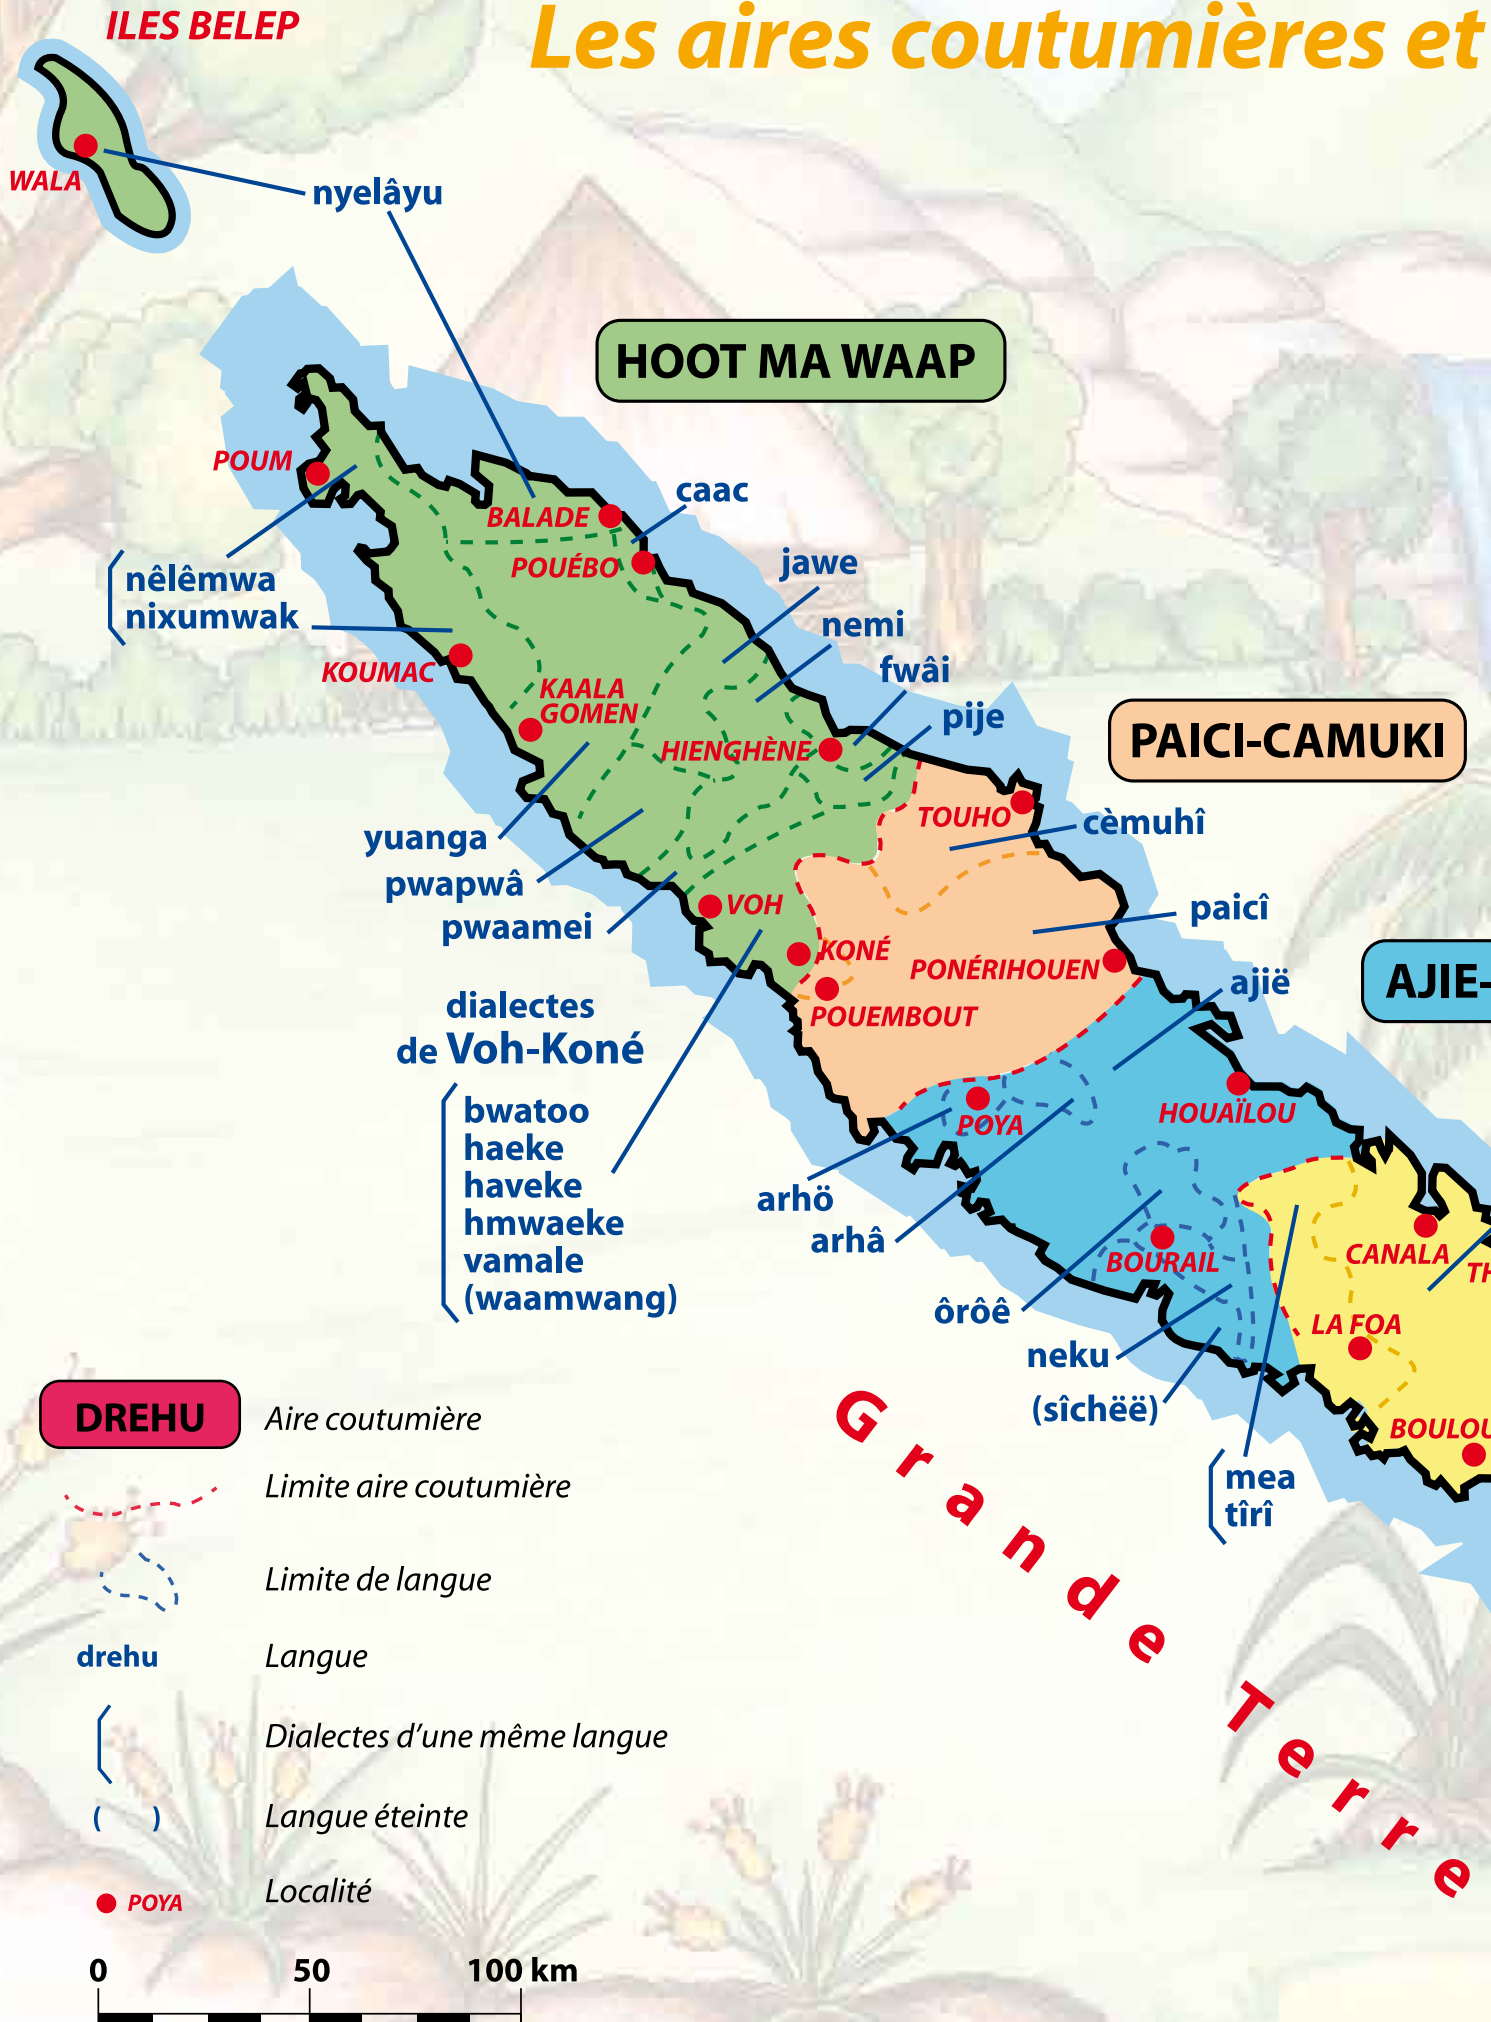 ILES BELEP
Les aires coutumières et
WALA
nyelâyu
HOOT MA WAAP
POUM
caac
BALADE
POUÉBO
jawe
nêlêmwa
nixumwak
nemi
fwâi
KOUMAC
KAALA
GOMEN
pije
HIENGHÈNE
PAICI-CAMUKI
TOUHO
cèmuhî
yuanga
pwapwâ
pwaamei
VOH
paicî
KONÉ
PONÉRIHOUEN
ajië
AJIE-
POUEMBOUT
dialectes
de Voh-Koné
bwatoo
haeke
haveke
hmwaeke
vamale
(waamwang)
POYA
HOUAÏLOU
arhö
arhâ
CANALA
TH
BOURAIL
ôrôê
LA FOA
neku
(sîchëë)
BOULOU
mea
tîrî
Grande Terre
DREHU
Aire coutumière
Limite aire coutumière
Limite de langue
drehu
Langue
Dialectes d'une même langue
( )
Langue éteinte
POYA
Localité
0 50 100 km